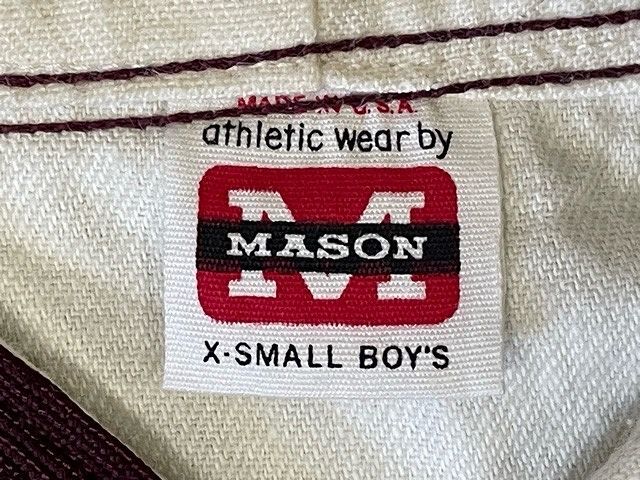 MADE IN U.S.A.
athletic wear by
M
MASON
X-SMALL BOY'S